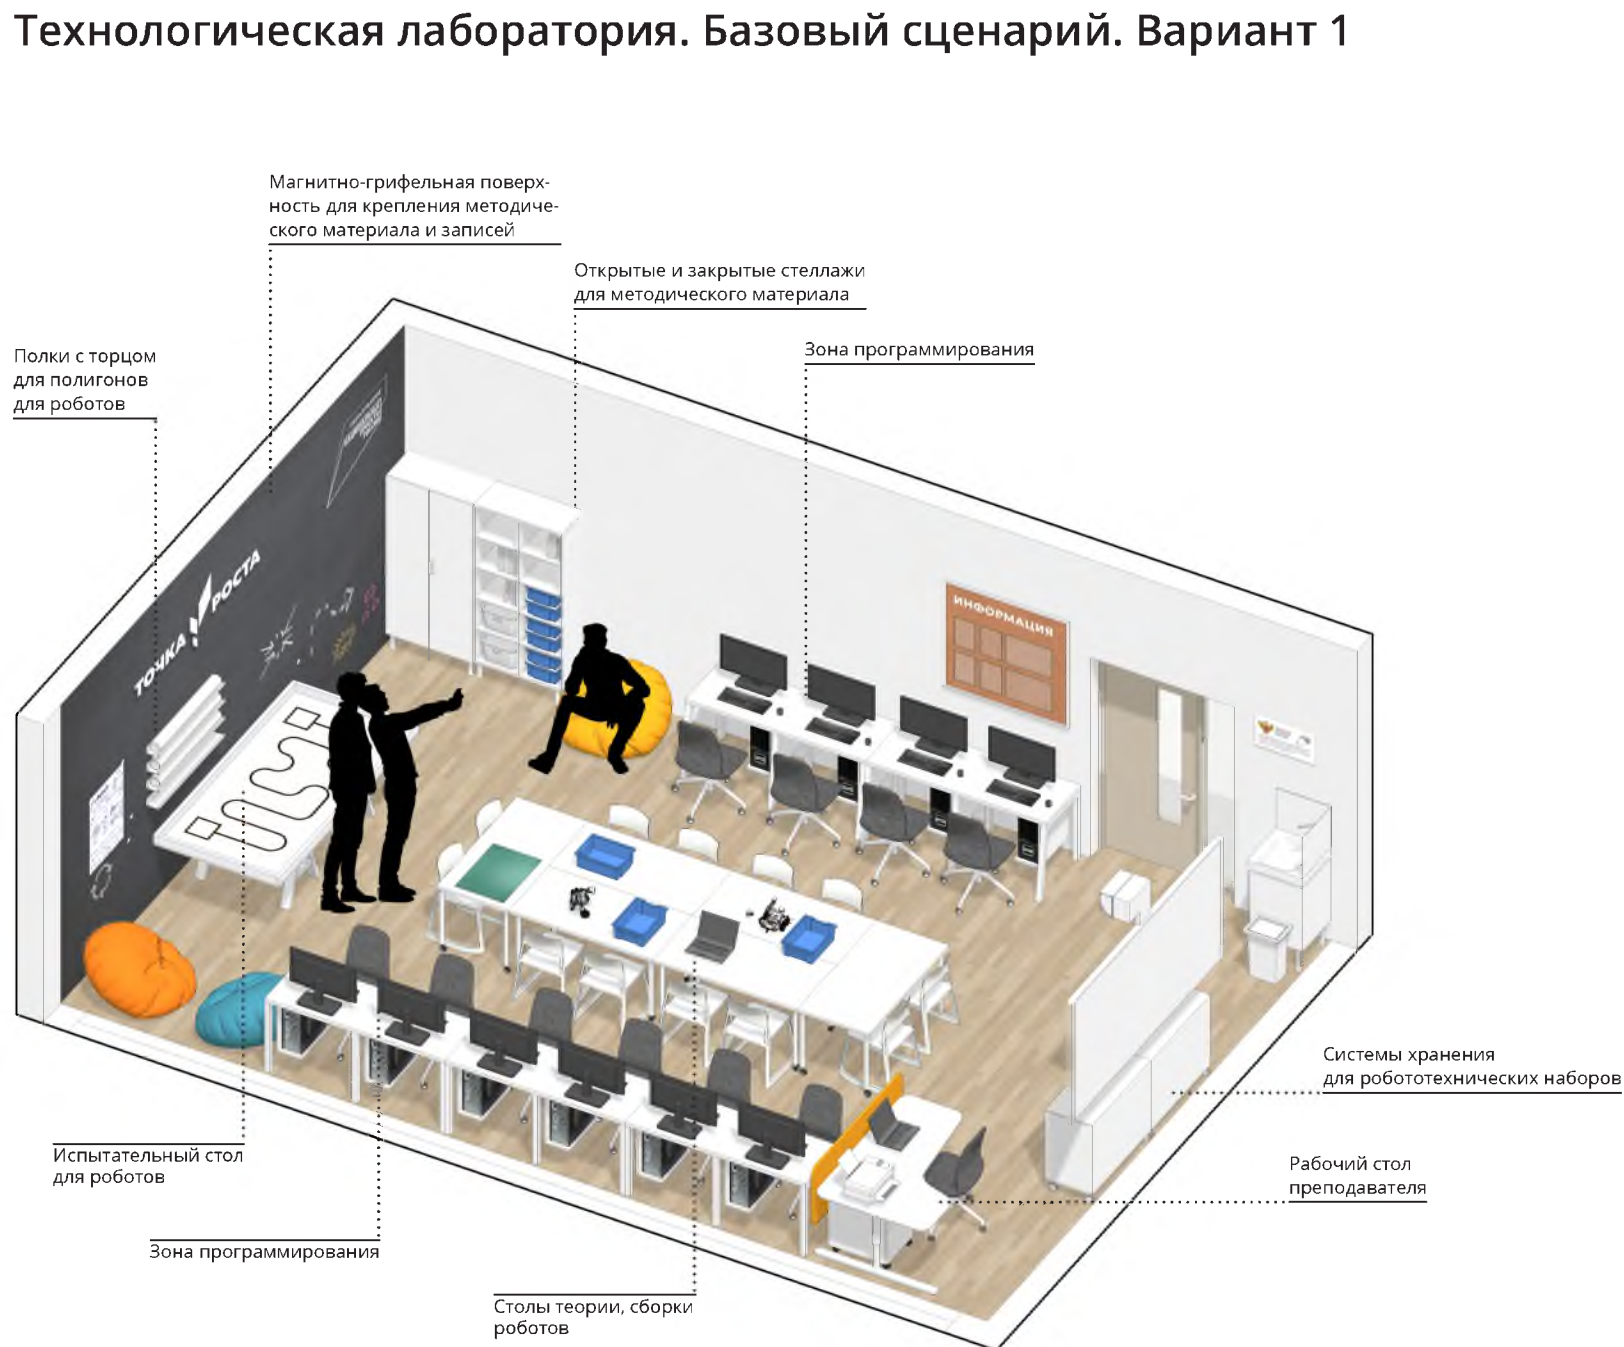 Технологическая лаборатория. Базовый сценарий. Вариант 1
Магнитно-грифельная поверх-
ность для крепления методиче-
ского материала и записей
Открытые и закрытые стеллажи
для методического материала
Зона программирования
Полки с торцом
для полигонов
для роботов
ТОЧКА РОСТА
ИНФОРМАЦИЯ
Системы хранения
для робототехнических наборов
Испытательный стол
для роботов
Рабочий стол
преподавателя
Зона программирования
Столы теории, сборки
роботов